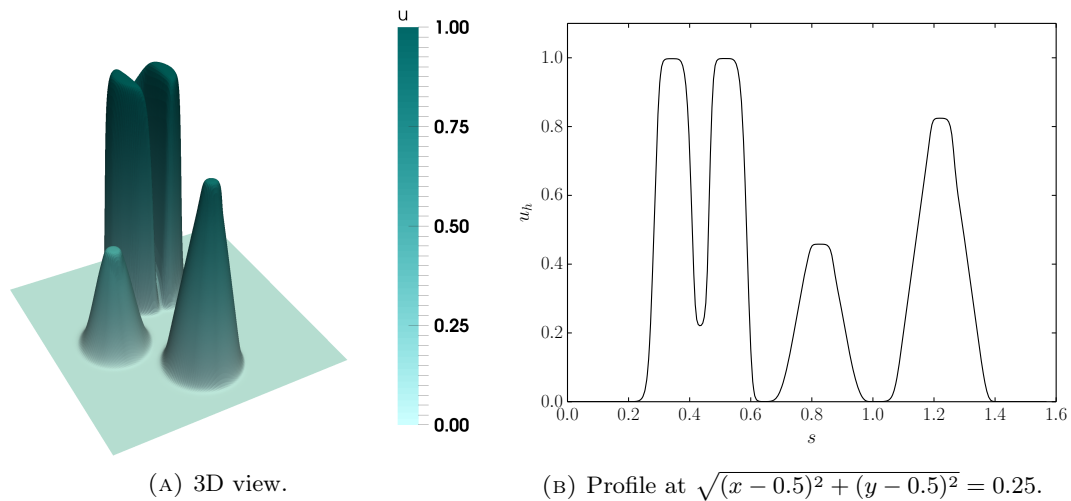 u
1.00
0.75
0.50
0.25
0.00
(A) 3D view.
1.0
0.8
0.6
0.4
0.2
0.0
u_h
0.0 0.2 0.4 0.6 0.8 1.0 1.2 1.4 1.6
s
(B) Profile at √(x − 0.5)² + (y − 0.5)² = 0.25.